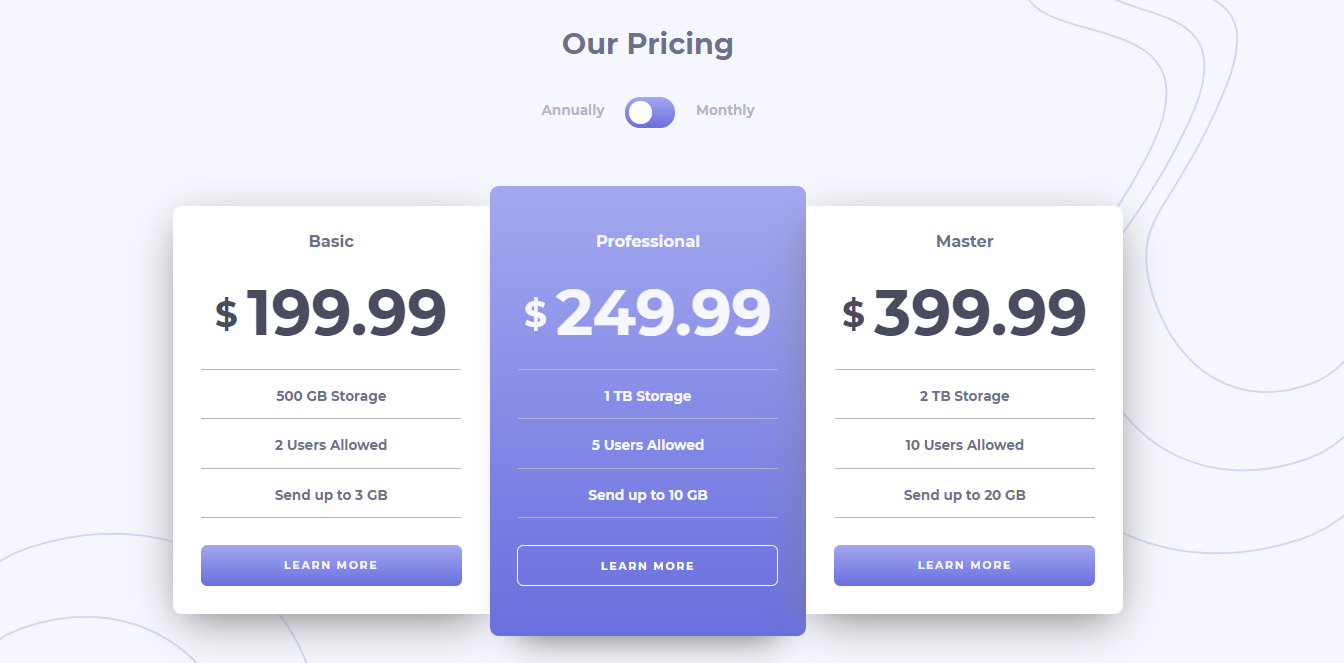 Our Pricing
Annually Monthly
Basic
$ 199.99
500 GB Storage
2 Users Allowed
Send up to 3 GB
LEARN MORE
Professional
$ 249.99
1 TB Storage
5 Users Allowed
Send up to 10 GB
LEARN MORE
Master
$ 399.99
2 TB Storage
10 Users Allowed
Send up to 20 GB
LEARN MORE